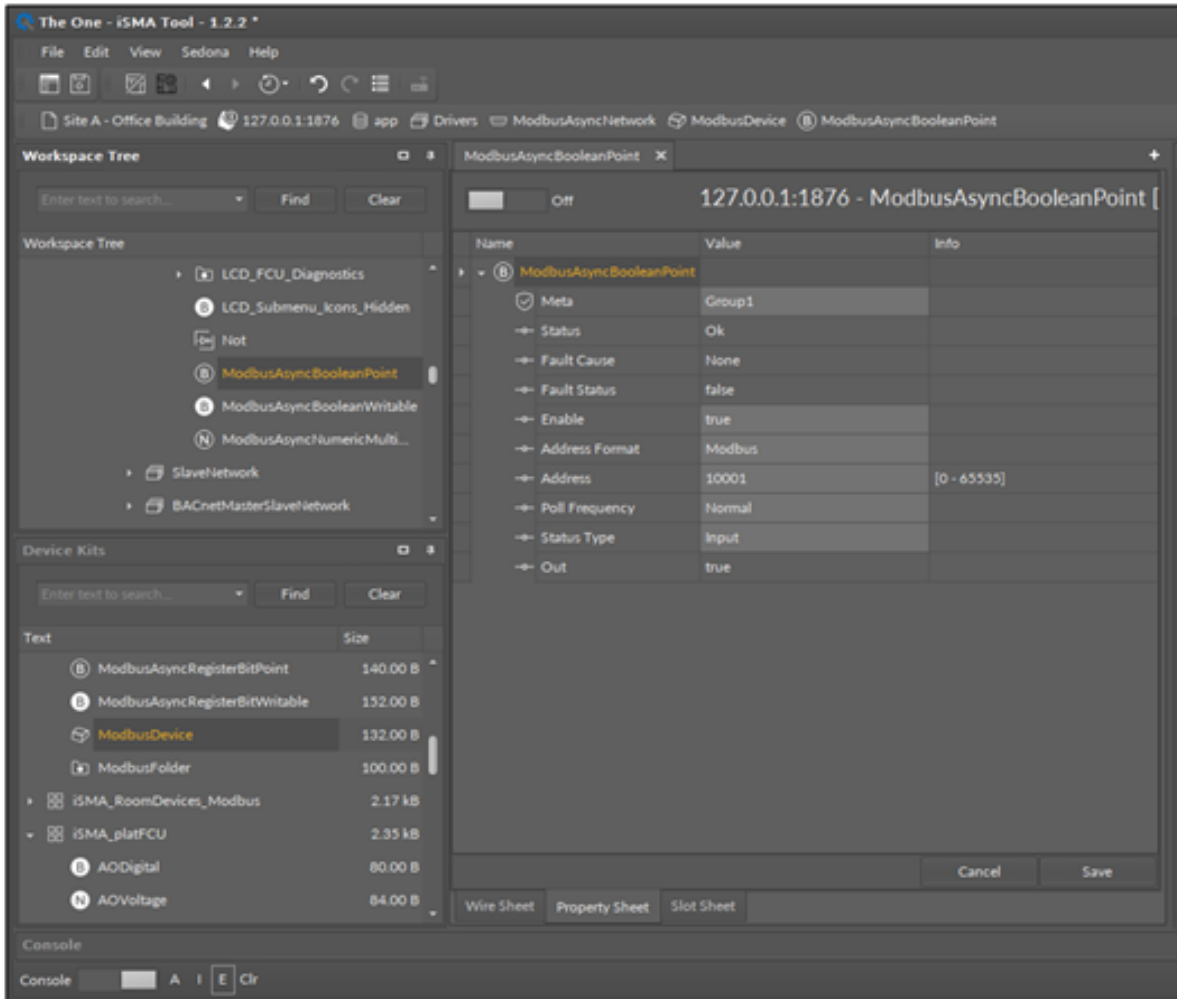 The One - iSMA Tool - 1.2.2 *
File Edit View Sedona Help
Site A - Office Building 127.0.0.1:1876 app Drivers ModbusAsyncNetwork ModbusDevice B ModbusAsyncBooleanPoint
Workspace Tree
Enter text to search... Find Clear
Workspace Tree
LCD_FCU_Diagnostics
B LCD_Submenu_Icons_Hidden
Not
B ModbusAsyncBooleanPoint
B ModbusAsyncBooleanWritable
N ModbusAsyncNumericMulti...
SlaveNetwork
BACnetMasterSlaveNetwork
Device Kits
Enter text to search... Find Clear
Text Size
B ModbusAsyncRegisterBitPoint 140.00 B
B ModbusAsyncRegisterBitWritable 152.00 B
ModbusDevice 132.00 B
ModbusFolder 100.00 B
iSMA_RoomDevices_Modbus 2.17 kB
iSMA_platFCU 2.35 kB
B AODigital 80.00 B
N AOVoltage 84.00 B
ModbusAsyncBooleanPoint
Off 127.0.0.1:1876 - ModbusAsyncBooleanPoint [
Name Value Info
B ModbusAsyncBooleanPoint
Meta Group1
Status Ok
Fault Cause None
Fault Status false
Enable true
Address Format Modbus
Address 10001 [0 - 65535]
Poll Frequency Normal
Status Type Input
Out true
Cancel Save
Wire Sheet Property Sheet Slot Sheet
Console
Console A I E Clr